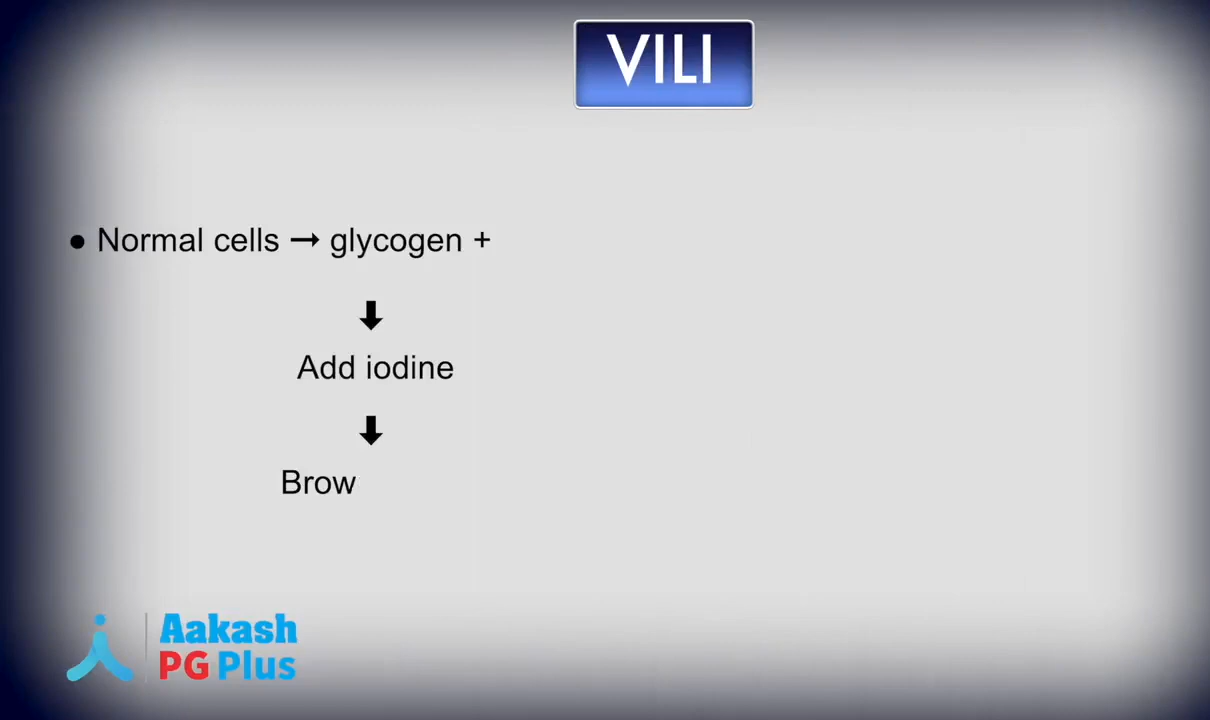 VILI
● Normal cells → glycogen +
⬇
Add iodine
⬇
Brow
Aakash
PG Plus